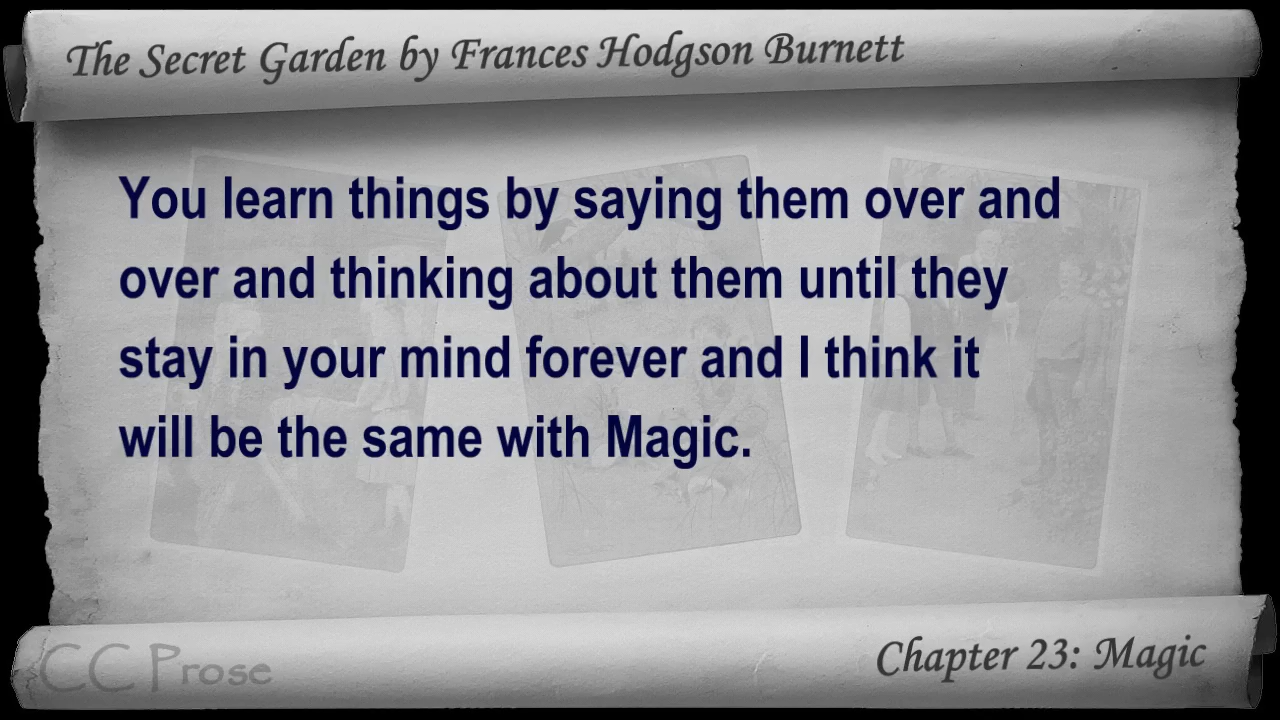 The Secret Garden by Frances Hodgson Burnett
You learn things by saying them over and
over and thinking about them until they
stay in your mind forever and I think it
will be the same with Magic.
CC Prose
Chapter 23: Magic